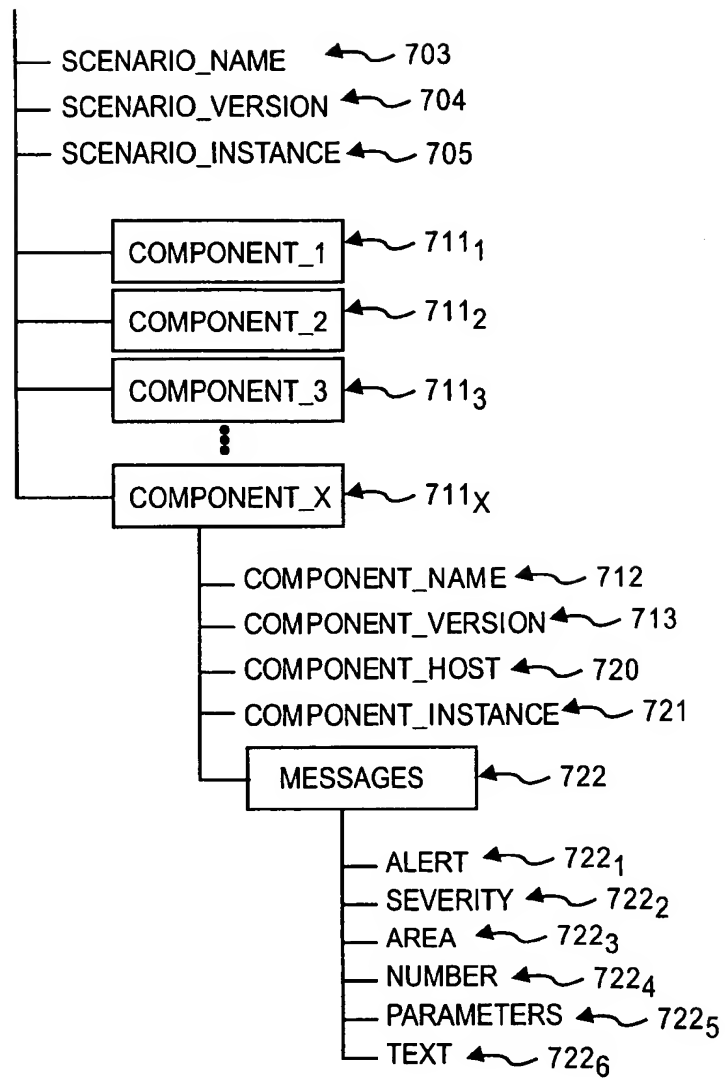 SCENARIO_NAME 703
SCENARIO_VERSION 704
SCENARIO_INSTANCE 705
COMPONENT_1 711₁
COMPONENT_2 711₂
COMPONENT_3 711₃
COMPONENT_X 711ₓ
COMPONENT_NAME 712
COMPONENT_VERSION 713
COMPONENT_HOST 720
COMPONENT_INSTANCE 721
MESSAGES 722
ALERT 722₁
SEVERITY 722₂
AREA 722₃
NUMBER 722₄
PARAMETERS 722₅
TEXT 722₆